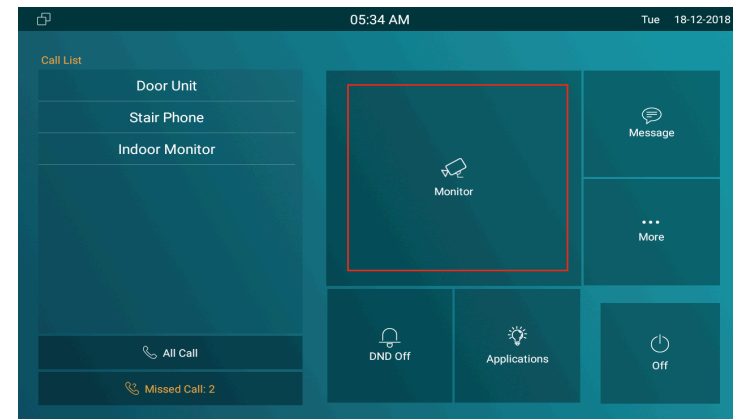 05:34 AM
Tue 18-12-2018
Call List
Door Unit
Stair Phone
Indoor Monitor
All Call
Missed Call: 2
Monitor
Message
More
DND Off
Applications
Off